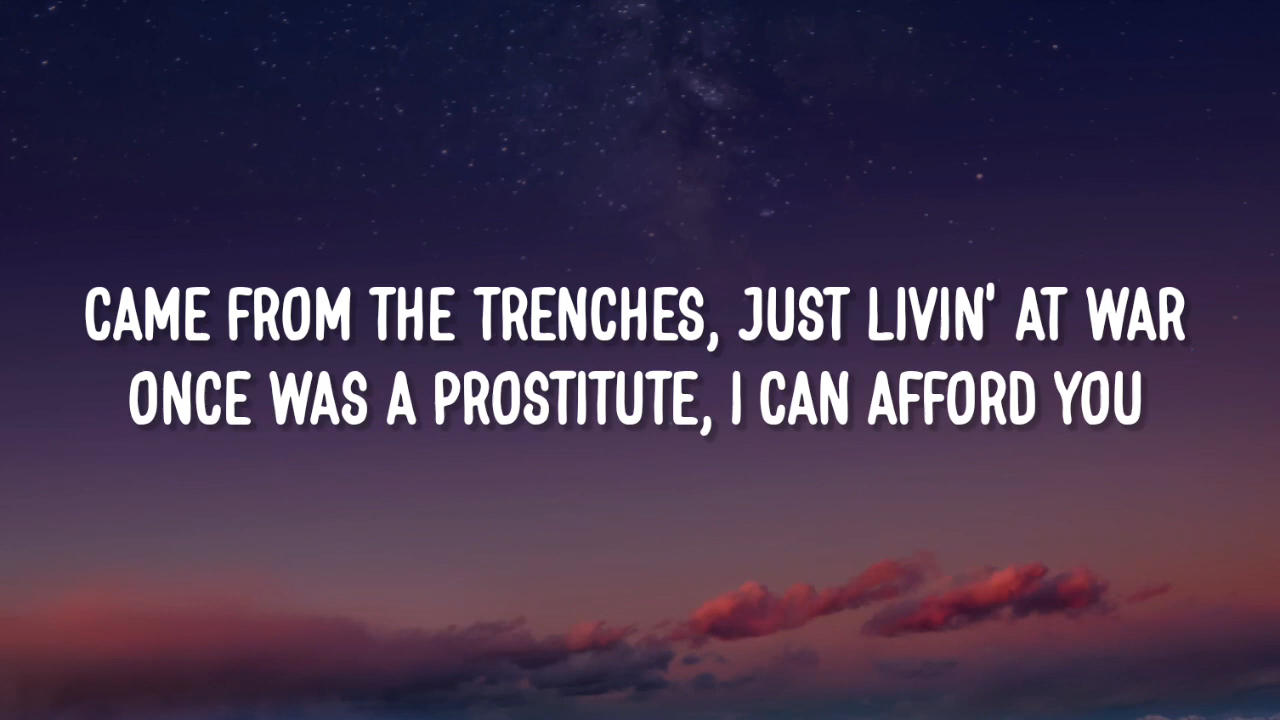 CAME FROM THE TRENCHES, JUST LIVIN' AT WAR
ONCE WAS A PROSTITUTE, I CAN AFFORD YOU